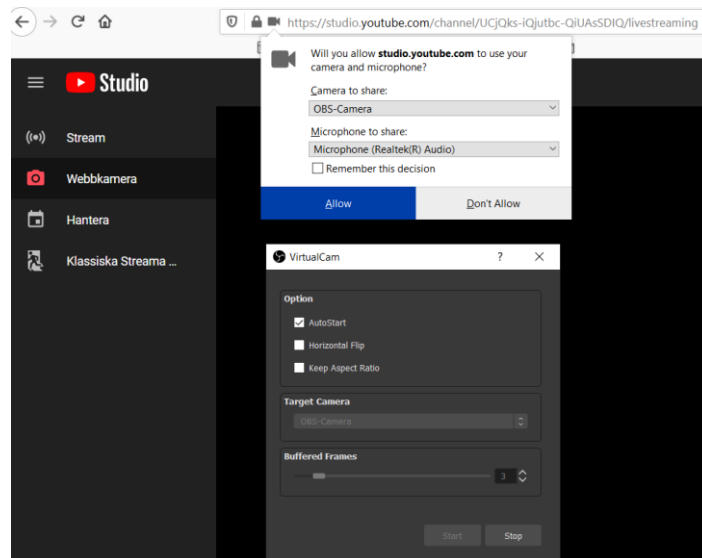 https://studio.youtube.com/channel/UCjQks-iQjutbc-QiUAsSDIQ/livestreaming
Will you allow studio.youtube.com to use your
camera and microphone?
Camera to share:
OBS-Camera
Microphone to share:
Microphone (Realtek(R) Audio)
Remember this decision
Allow
Don't Allow
Studio
Stream
Webbkamera
Hantera
Klassiska Streama ...
VirtualCam
?
Option
AutoStart
Horizontal Flip
Keep Aspect Ratio
Target Camera
OBS-Camera
Buffered Frames
3
Start
Stop